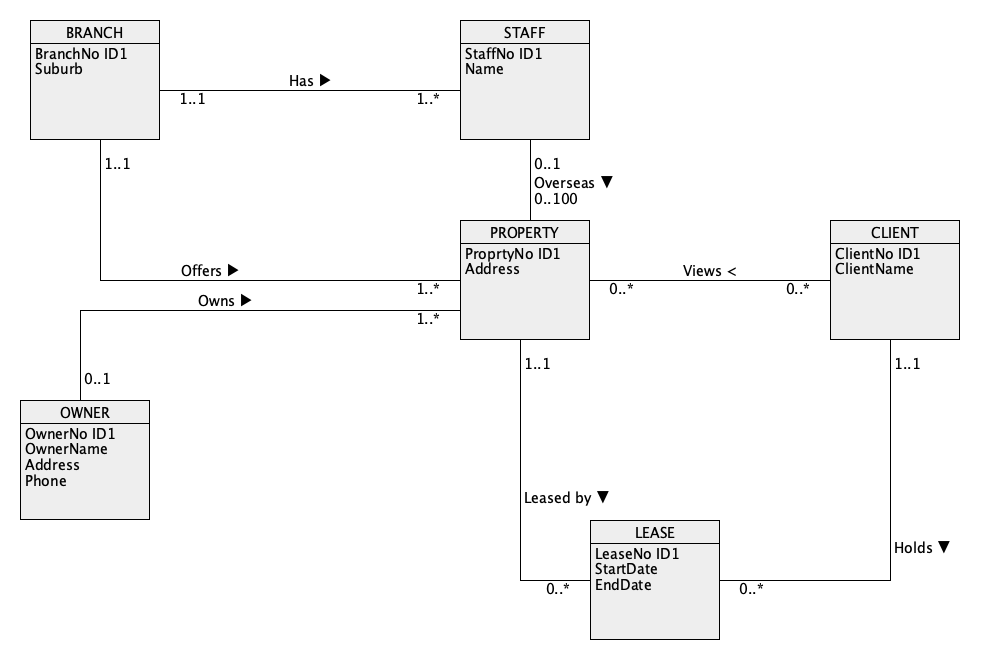 BRANCH
BranchNo ID1
Suburb
STAFF
StaffNo ID1
Name
Has ▶
1..1
1..*
1..1
0..1
Overseas ▼
0..100
PROPERTY
ProprtyNo ID1
Address
CLIENT
ClientNo ID1
ClientName
Offers ▶
1..*
Views <
0..*
0..*
Owns ▶
1..*
0..1
1..1
1..1
OWNER
OwnerNo ID1
OwnerName
Address
Phone
Leased by ▼
LEASE
LeaseNo ID1
StartDate
EndDate
Holds ▼
0..*
0..*